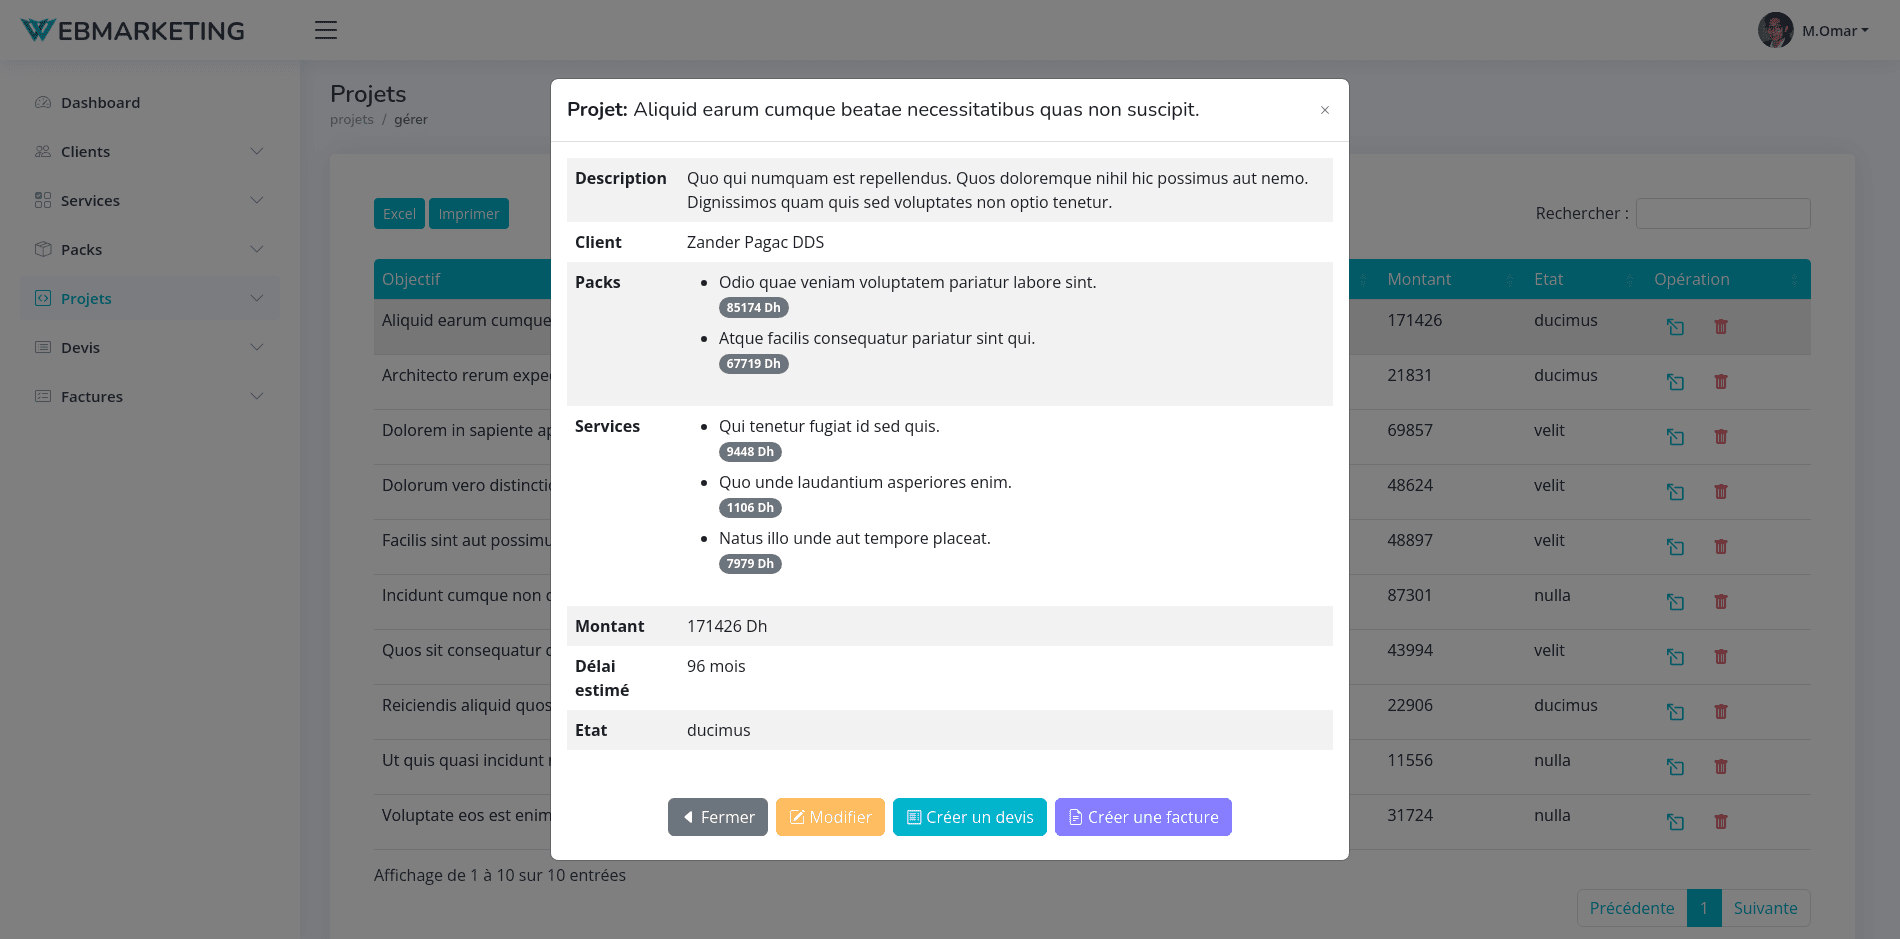 WEBMARKETING
M.Omar
Dashboard
Clients
Services
Packs
Projets
Devis
Factures
Projets
projets / gérer
Excel
Imprimer
Rechercher :
Objectif
Montant
Etat
Opération
Aliquid earum cumque
171426
ducimus
Architecto rerum
21831
ducimus
Dolorem in sapiente
69857
velit
Dolorum vero
48624
velit
Facilis sint aut
48897
velit
Incidunt cumque non
87301
nulla
Quos sit consequatur
43994
velit
Reiciendis aliquid quos
22906
ducimus
Ut quis quasi incidunt
11556
nulla
Voluptate eos est enim
31724
nulla
Affichage de 1 à 10 sur 10 entrées
Précédente 1 Suivante
Projet: Aliquid earum cumque beatae necessitatibus quas non suscipit.
×
Description
Quo qui numquam est repellendus. Quos doloremque nihil hic possimus aut nemo.
Dignissimos quam quis sed voluptates non optio tenetur.
Client
Zander Pagac DDS
Packs
Odio quae veniam voluptatem pariatur labore sint.
85174 Dh
Atque facilis consequatur pariatur sint qui.
67719 Dh
Services
Qui tenetur fugiat id sed quis.
9448 Dh
Quo unde laudantium asperiores enim.
1106 Dh
Natus illo unde aut tempore placeat.
7979 Dh
Montant
171426 Dh
Délai
estimé
96 mois
Etat
ducimus
Fermer
Modifier
Créer un devis
Créer une facture